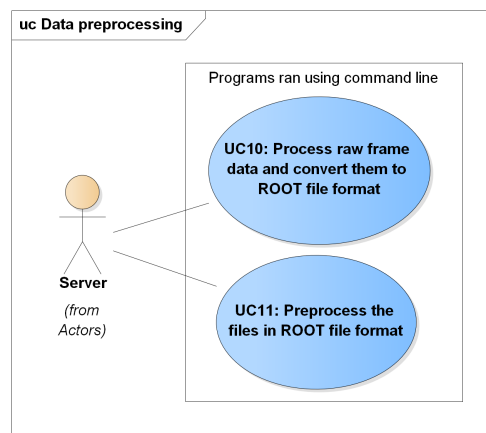 uc Data preprocessing
Programs ran using command line
UC10: Process raw frame
data and convert them to
ROOT file format
Server
(from
Actors)
UC11: Preprocess the
files in ROOT file format